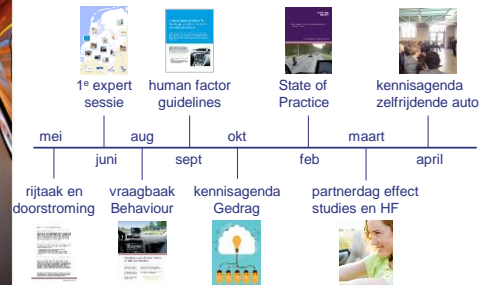 1e expert
sessie
human factor
guidelines
State of
Practice
kennisagenda
zelfrijdende auto
mei
aug
okt
maart
juni
sept
feb
april
rijtaak en
doorstroming
vraagbaak
Behaviour
kennisagenda
Gedrag
partnerdag effect
studies en HF